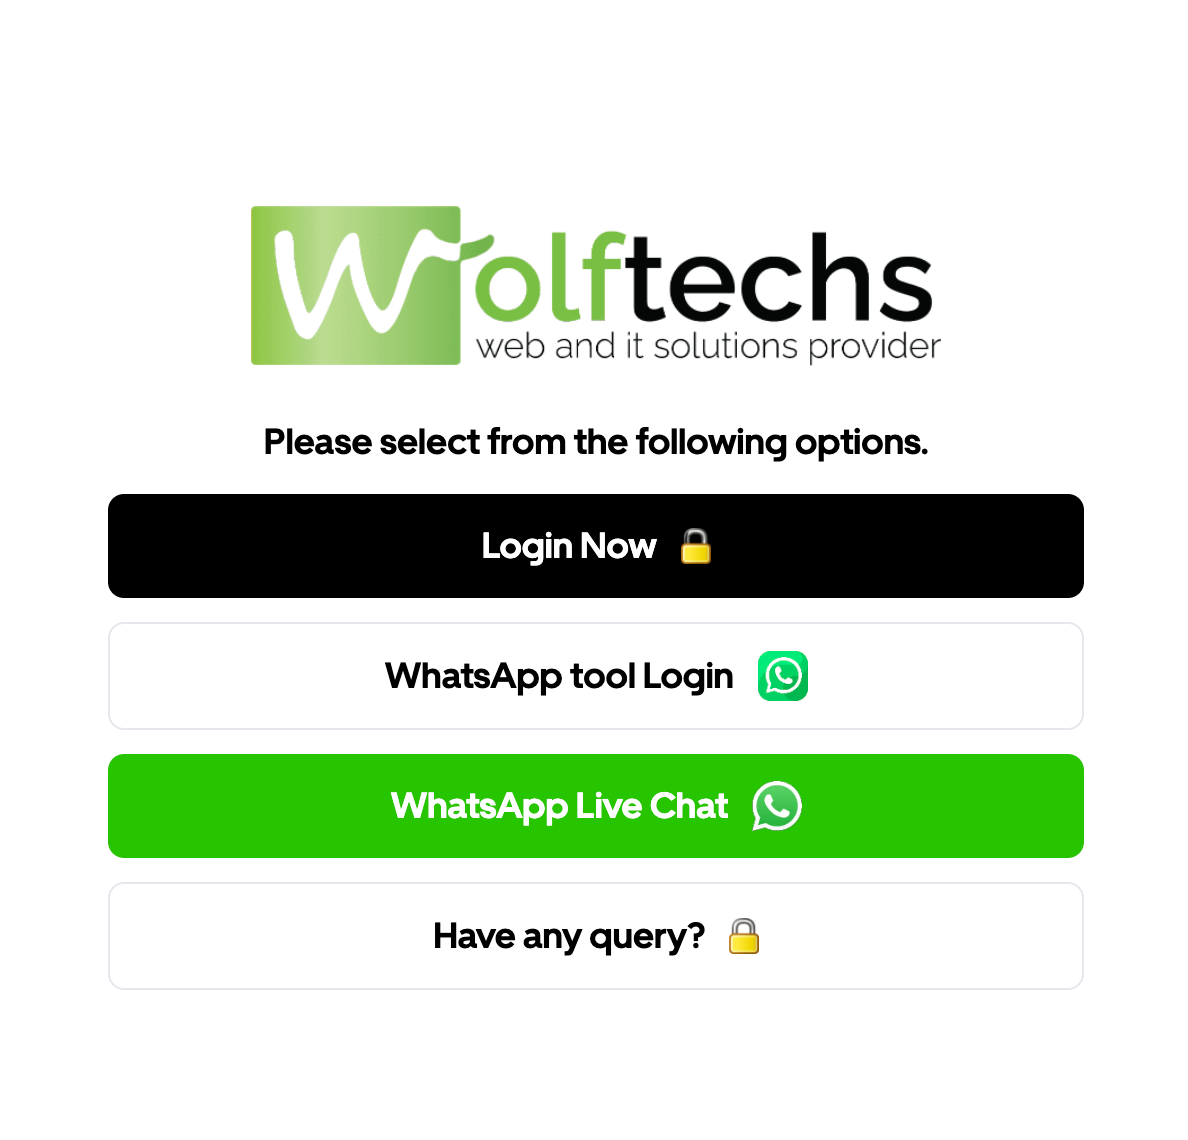 Wolftechs
web and it solutions provider
Please select from the following options.
Login Now
WhatsApp tool Login
WhatsApp Live Chat
Have any query?